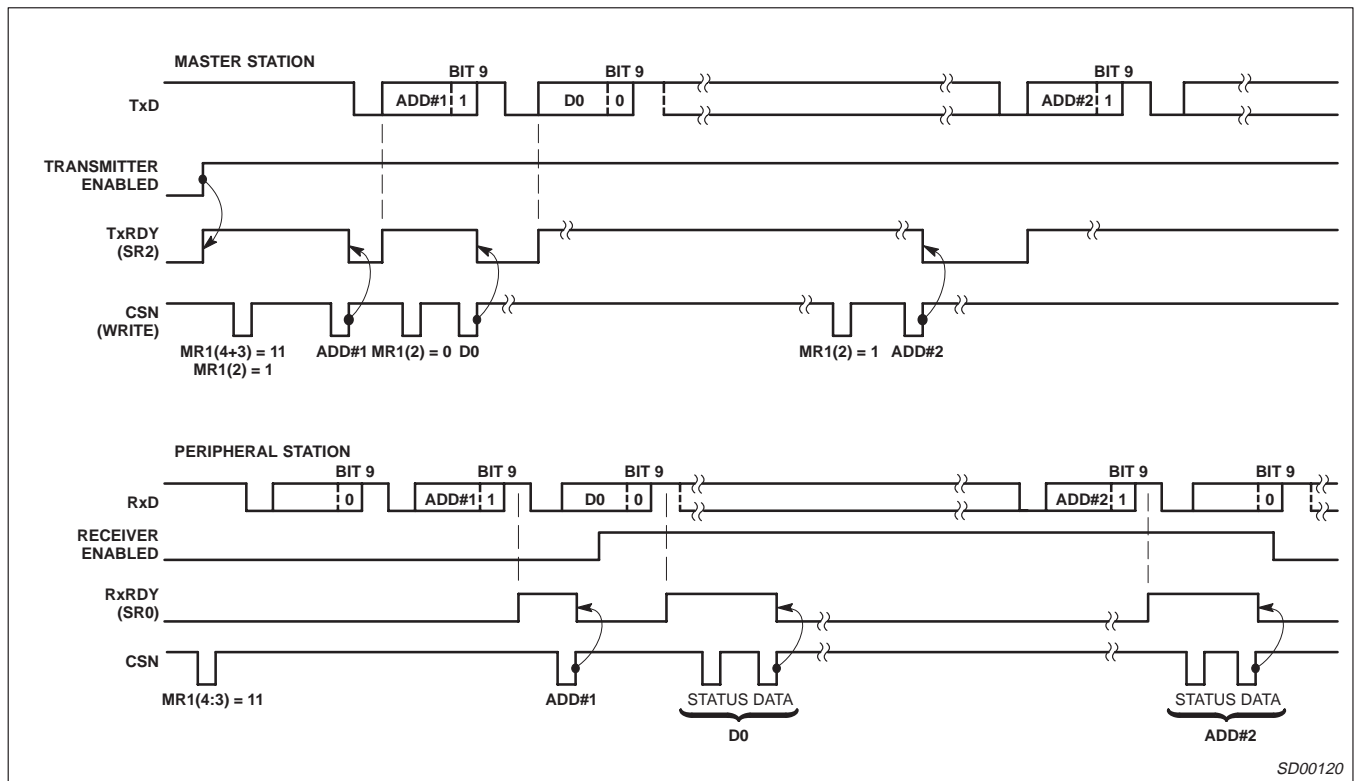 MASTER STATION
BIT 9 BIT 9 BIT 9
TxD ADD#1 1 D0 0 ADD#2 1
TRANSMITTER
ENABLED
TxRDY
(SR2)
CSN
(WRITE)
MR1(4+3) = 11 ADD#1 MR1(2) = 0 D0 MR1(2) = 1 ADD#2
MR1(2) = 1
PERIPHERAL STATION
BIT 9 BIT 9 BIT 9 BIT 9 BIT 9
RxD 0 ADD#1 1 D0 0 ADD#2 1 0
RECEIVER
ENABLED
RxRDY
(SR0)
CSN
MR1(4:3) = 11 ADD#1 STATUS DATA STATUS DATA
D0 ADD#2
SD00120